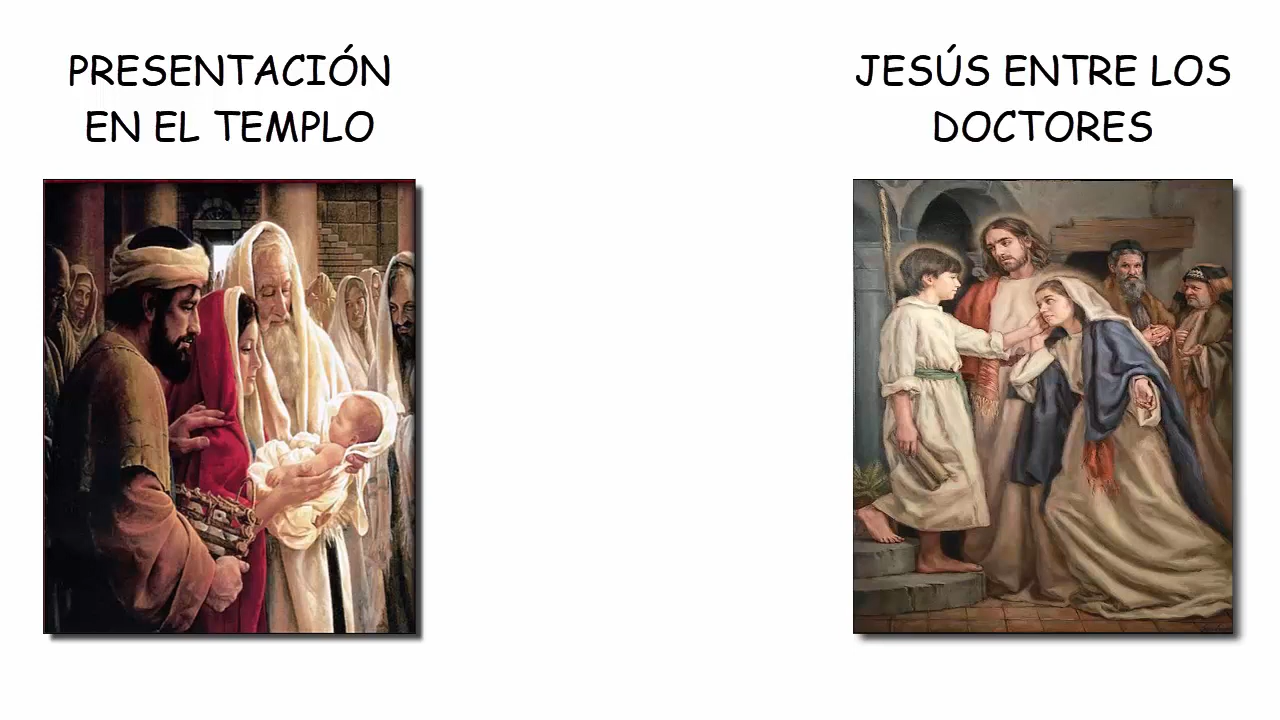 PRESENTACIÓN
EN EL TEMPLO
JESÚS ENTRE LOS
DOCTORES